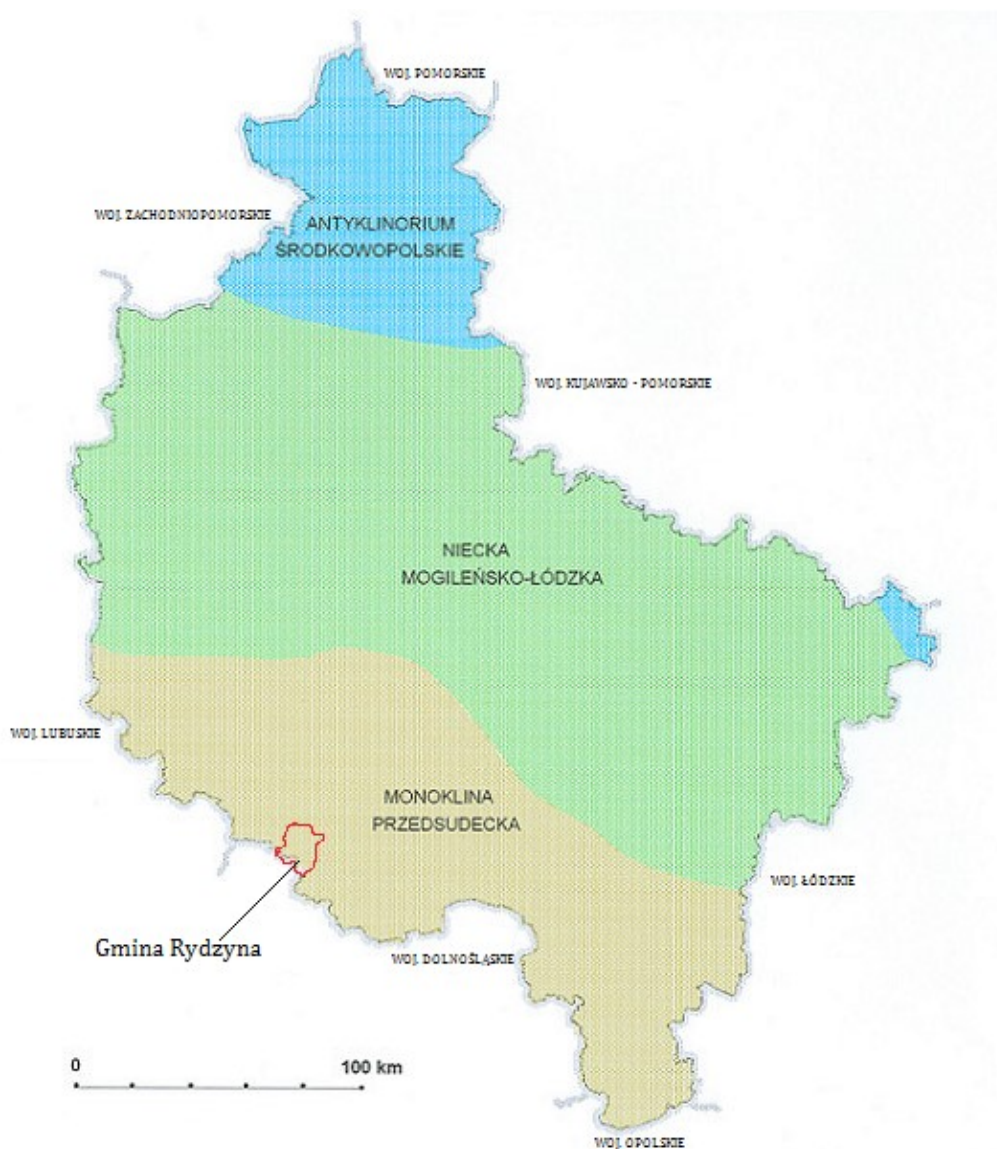 WOJ. POMORSKIE
WOJ. ZACHODNIOPOMORSKIE
ANTYKLINORIUM
ŚRODKOWOPOLSKIE
WOJ. KUJAWSKO - POMORSKIE
NIECKA
MOGILEŃSKO-ŁÓDZKA
WOJ. LUBUSKIE
MONOKLINA
PRZEDSUDECKA
WOJ. ŁÓDZKIE
Gmina Rydzyna
WOJ. DOLNOŚLĄSKIE
0 100 km
WOJ. OPOLSKIE